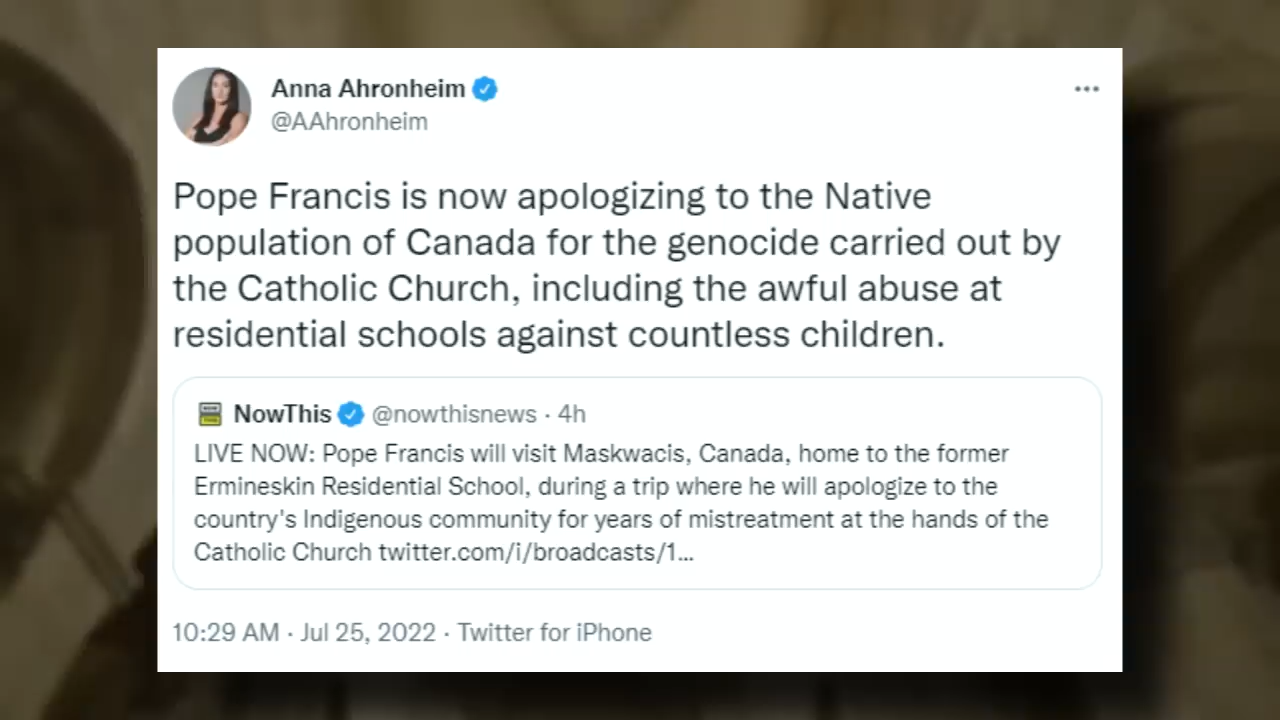 Anna Ahronheim
@AAhronheim
Pope Francis is now apologizing to the Native
population of Canada for the genocide carried out by
the Catholic Church, including the awful abuse at
residential schools against countless children.
NowThis @nowthisnews · 4h
LIVE NOW: Pope Francis will visit Maskwacis, Canada, home to the former
Ermineskin Residential School, during a trip where he will apologize to the
country's Indigenous community for years of mistreatment at the hands of the
Catholic Church twitter.com/i/broadcasts/1...
10:29 AM · Jul 25, 2022 · Twitter for iPhone